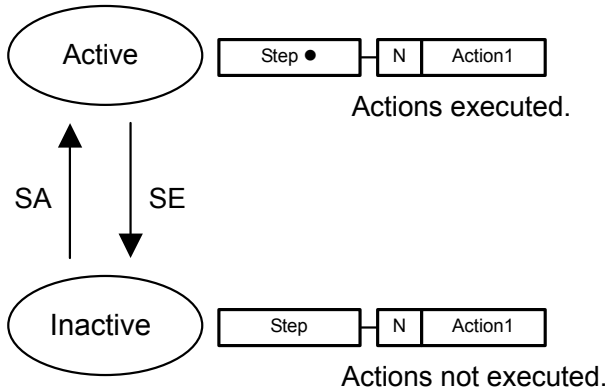 Active
Step ● N Action1
Actions executed.
SA SE
Inactive
Step N Action1
Actions not executed.